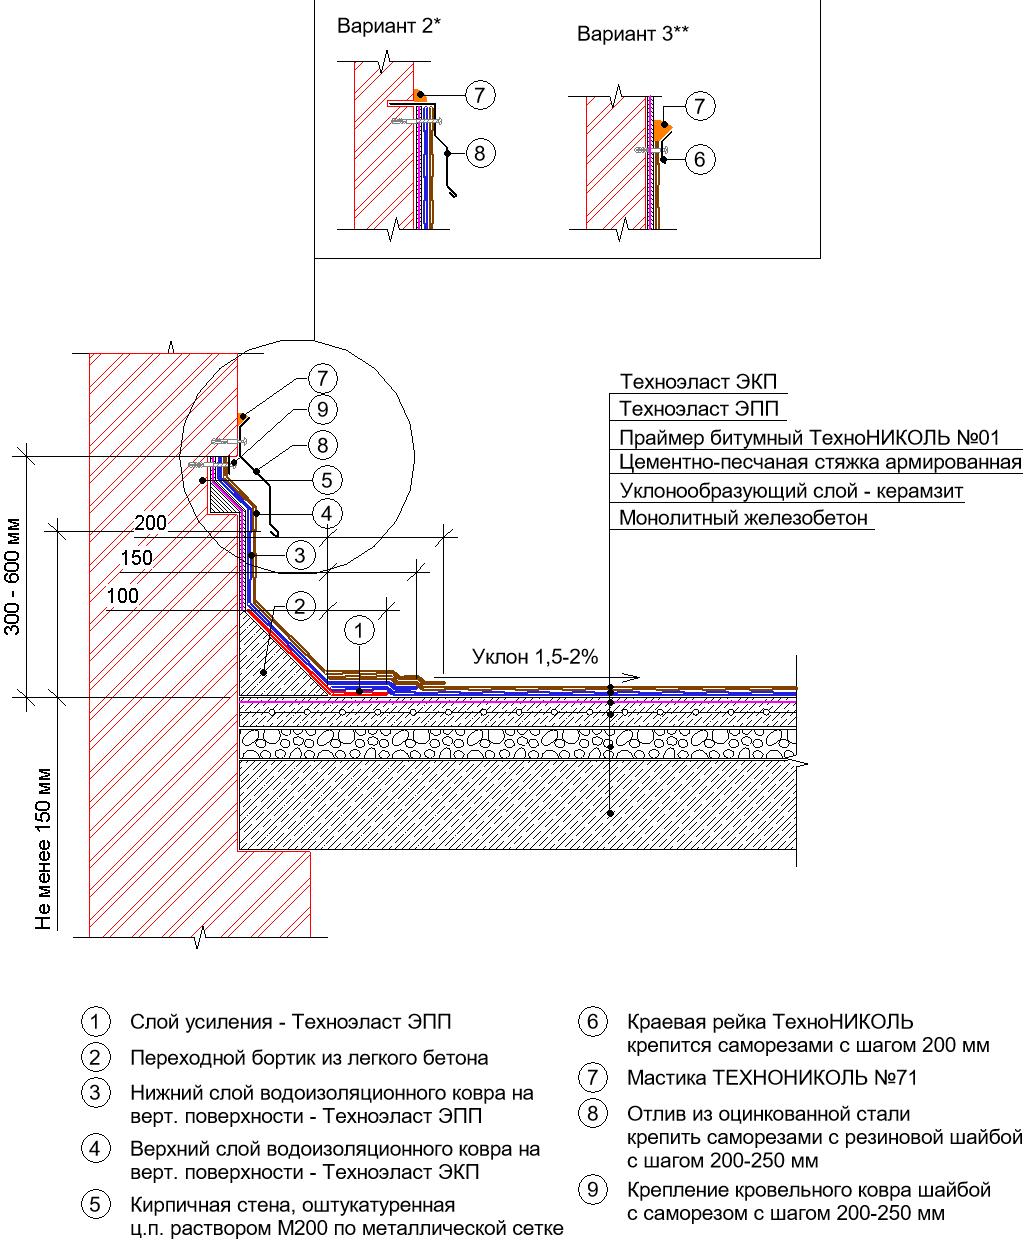 Вариант 2*
Вариант 3**
7
8
7
6
7
9
8
5
4
3
2
1
200
150
100
300 - 600 мм
Не менее 150 мм
Уклон 1,5-2%
Техноэласт ЭКП
Техноэласт ЭПП
Праймер битумный ТехноНИКОЛЬ №01
Цементно-песчаная стяжка армированная
Уклонообразующий слой - керамзит
Монолитный железобетон
1 Слой усиления - Техноэласт ЭПП
2 Переходной бортик из легкого бетона
3 Нижний слой водоизоляционного ковра на
верт. поверхности - Техноэласт ЭПП
4 Верхний слой водоизоляционного ковра на
верт. поверхности - Техноэласт ЭКП
5 Кирпичная стена, оштукатуренная
ц.п. раствором М200 по металлической сетке
6 Краевая рейка ТехноНИКОЛЬ
крепится саморезами с шагом 200 мм
7 Мастика ТЕХНОНИКОЛЬ №71
8 Отлив из оцинкованной стали
крепить саморезами с резиновой шайбой
с шагом 200-250 мм
9 Крепление кровельного ковра шайбой
с саморезом с шагом 200-250 мм